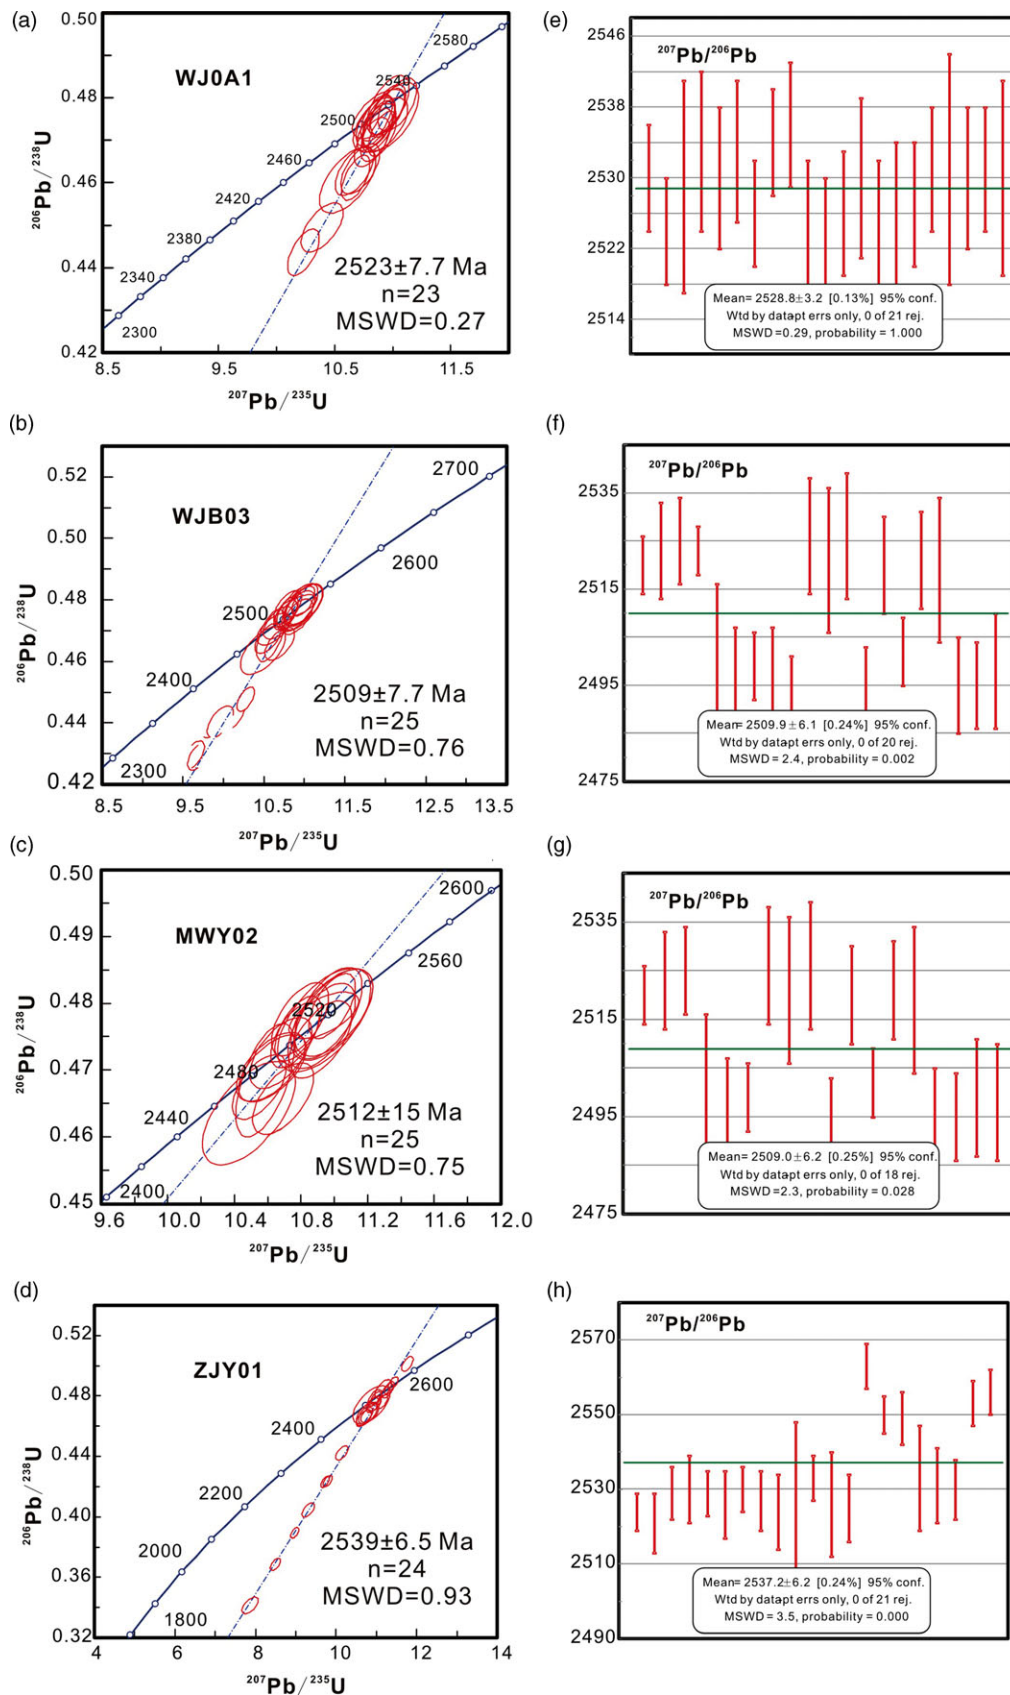 (a)
0.50
0.48
0.46
0.44
0.42
206Pb/238U
WJ0A1
2580
2540
2500
2460
2420
2380
2340
2300
2523±7.7 Ma
n=23
MSWD=0.27
8.5 9.5 10.5 11.5
207Pb/235U
(e)
2546
2538
2530
2522
2514
207Pb/206Pb
Mean= 2528.8±3.2 [0.13%] 95% conf.
Wtd by data-pt errs only, 0 of 21 rej.
MSWD =0.29, probability = 1.000
(b)
0.52
0.50
0.48
0.46
0.44
0.42
206Pb/238U
WJB03
2700
2600
2500
2400
2300
2509±7.7 Ma
n=25
MSWD=0.76
8.5 9.5 10.5 11.5 12.5 13.5
207Pb/235U
(f)
2535
2515
2495
2475
207Pb/206Pb
Mean= 2509.9±6.1 [0.24%] 95% conf.
Wtd by data-pt errs only, 0 of 20 rej.
MSWD = 2.4, probability = 0.002
(c)
0.50
0.49
0.48
0.47
0.46
0.45
206Pb/238U
MWY02
2600
2560
2520
2480
2440
2400
2512±15 Ma
n=25
MSWD=0.75
9.6 10.0 10.4 10.8 11.2 11.6 12.0
207Pb/235U
(g)
2535
2515
2495
2475
207Pb/206Pb
Mean= 2509.0±6.2 [0.25%] 95% conf.
Wtd by data-pt errs only, 0 of 18 rej.
MSWD =2.3, probability = 0.028
(d)
0.52
0.48
0.44
0.40
0.36
0.32
206Pb/238U
ZJY01
2600
2400
2200
2000
1800
2539±6.5 Ma
n=24
MSWD=0.93
4 6 8 10 12 14
207Pb/235U
(h)
2570
2550
2530
2510
2490
207Pb/206Pb
Mean= 2537.2±6.2 [0.24%] 95% conf.
Wtd by data-pt errs only, 0 of 21 rej.
MSWD = 3.5, probability = 0.000